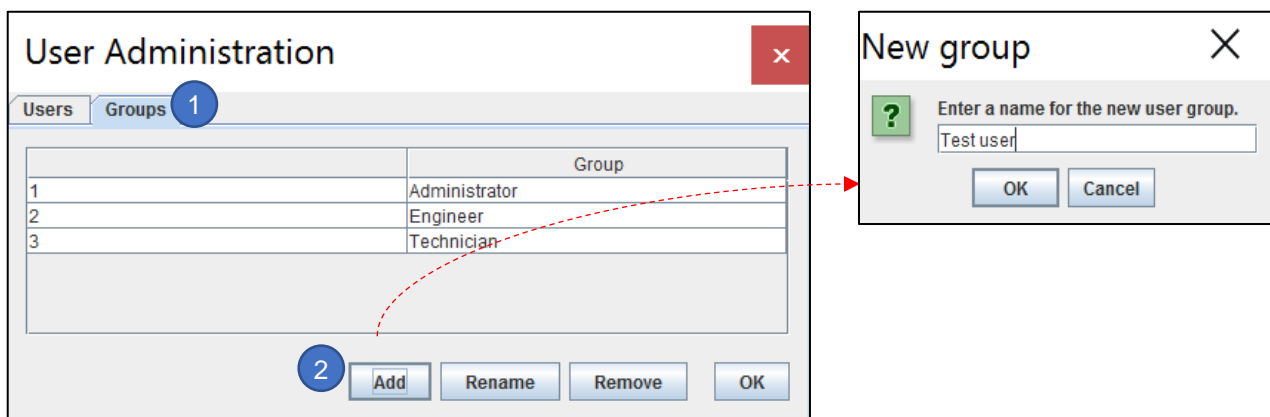 User Administration
×
Users Groups 1
Group
1 Administrator
2 Engineer
3 Technician
2 Add Rename Remove OK
New group
? Enter a name for the new user group.
Test user
OK Cancel